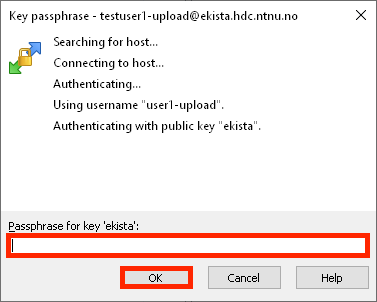 Key passphrase - testuser1-upload@ekista.hdc.ntnu.no
Searching for host...
Connecting to host...
Authenticating...
Using username "user1-upload".
Authenticating with public key "ekista".
Passphrase for key 'ekista':
OK
Cancel
Help